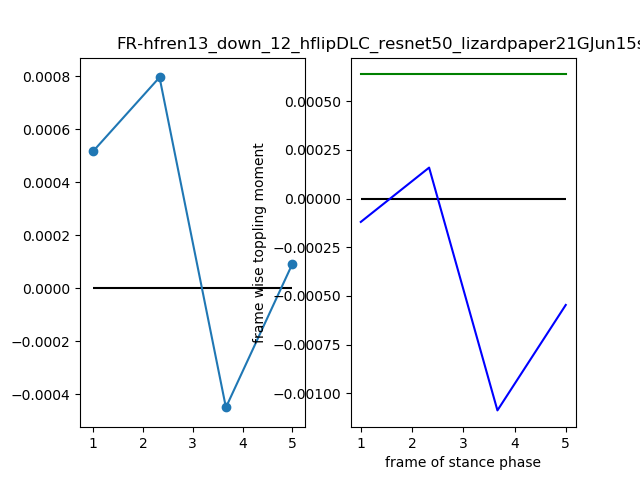 FR-hfren13_down_12_hflipDLC_resnet50_lizardpaper21GJun15s
0.0008
0.0006
0.0004
0.0002
0.0000
−0.0002
−0.0004
1 2 3 4 5
frame wise toppling moment
0.00050
0.00025
0.00000
−0.00025
−0.00050
−0.00075
−0.00100
1 2 3 4 5
frame of stance phase